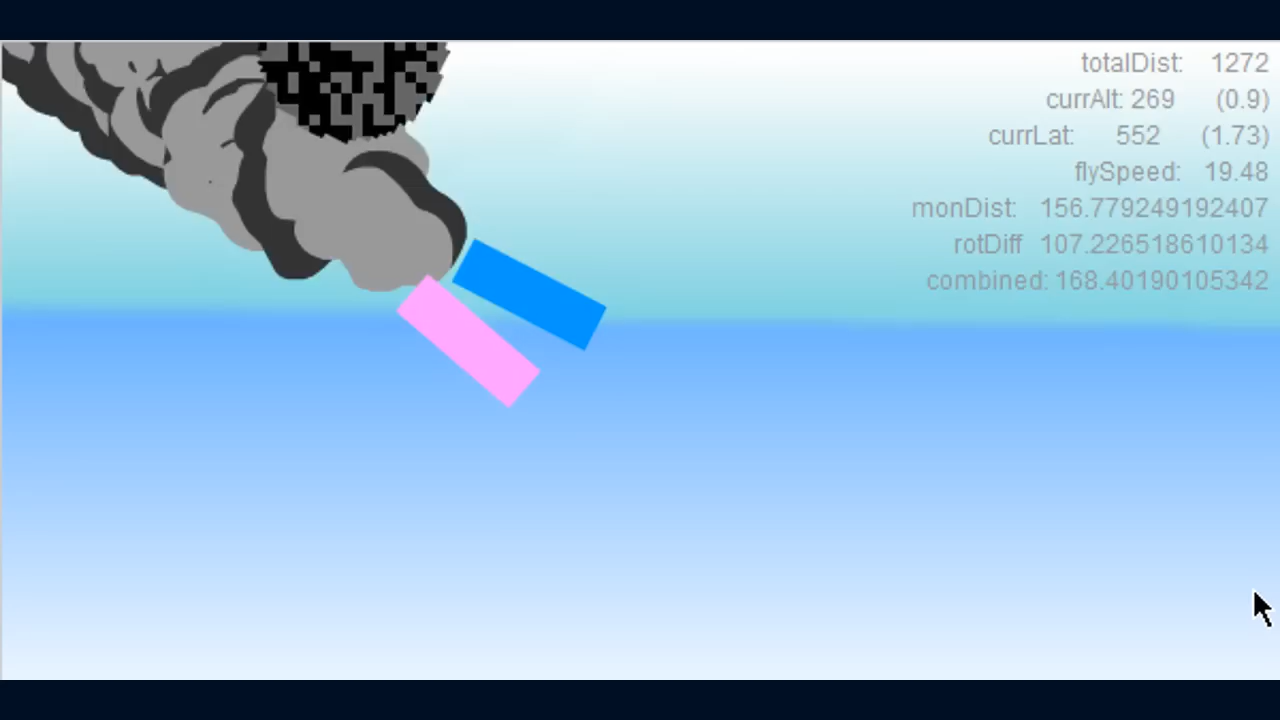 totalDist: 1272
currAlt: 269 (0.9)
currLat: 552 (1.73)
flySpeed: 19.48
monDist: 156.779249192407
rotDiff 107.226518610134
combined: 168.40190105342